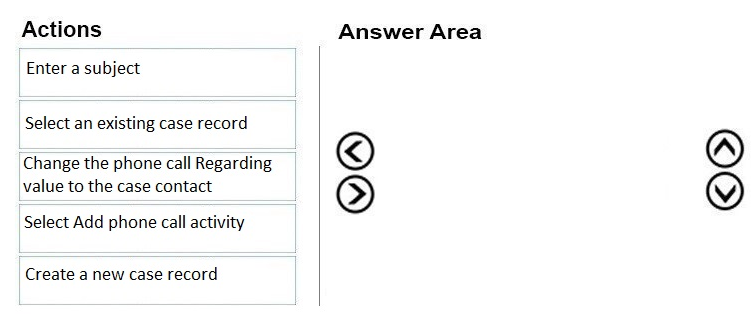 Actions
Enter a subject
Select an existing case record
Change the phone call Regarding
value to the case contact
Select Add phone call activity
Create a new case record
Answer Area